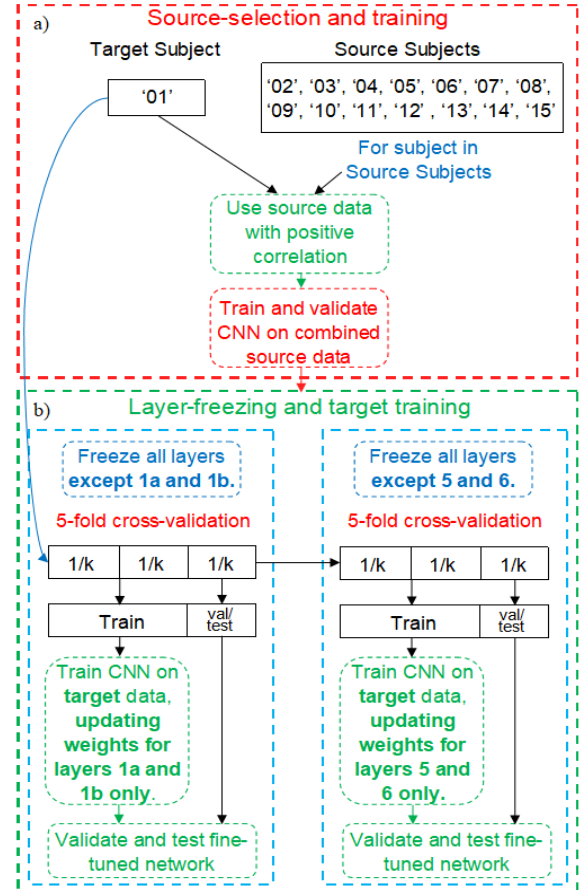 a)
Source-selection and training
Target Subject
Source Subjects
‘01’
‘02’, ‘03’, ‘04, ‘05’, ‘06’, ‘07’, ‘08’,
‘09’, ‘10’, ‘11’, ‘12’ , ‘13’, ‘14’, ‘15’
For subject in
Source Subjects
Use source data
with positive
correlation
Train and validate
CNN on combined
source data
b)
Layer-freezing and target training
Freeze all layers
except 1a and 1b.
5-fold cross-validation
1/k 1/k 1/k
Train
val/
test
Train CNN on
target data,
updating
weights for
layers 1a and
1b only.
Validate and test fine-
tuned network
Freeze all layers
except 5 and 6.
5-fold cross-validation
1/k 1/k 1/k
Train
val/
test
Train CNN on
target data,
updating
weights for
layers 5 and
6 only.
Validate and test fine-
tuned network